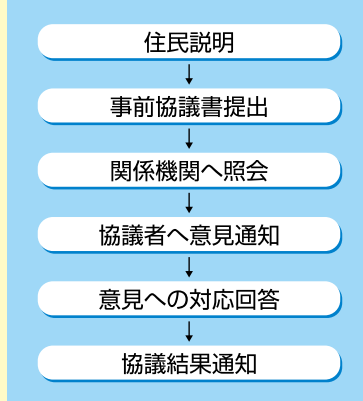 住民説明
事前協議書提出
関係機関へ照会
協議者へ意見通知
意見への対応回答
協議結果通知